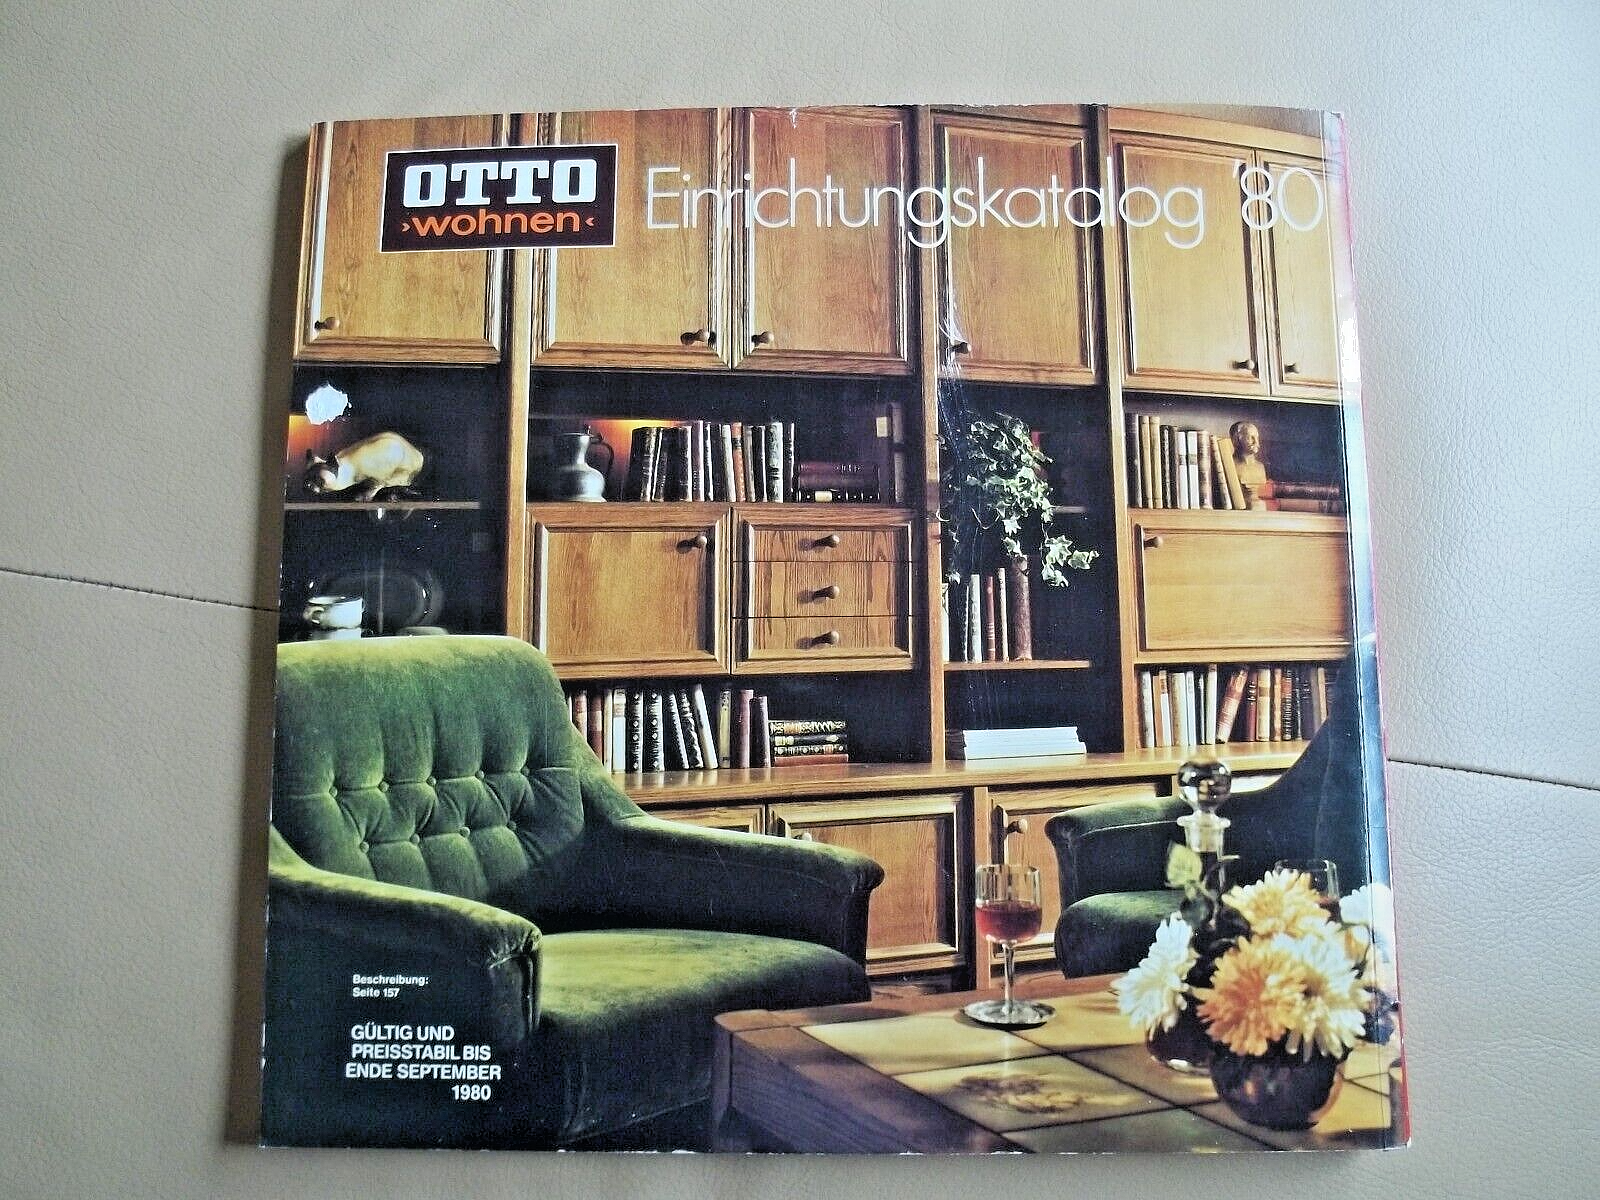 OTTO
›wohnen‹
Einrichtungskatalog '80
Beschreibung:
Seite 157
GÜLTIG UND
PREISSTABIL BIS
ENDE SEPTEMBER
1980